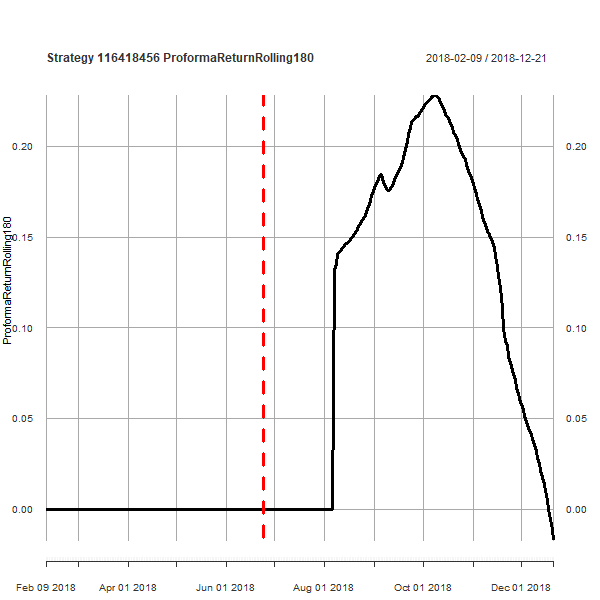 Strategy 116418456 ProformaReturnRolling180
2018-02-09 / 2018-12-21
ProformaReturnRolling180
0.20
0.15
0.10
0.05
0.00
0.20
0.15
0.10
0.05
0.00
Feb 09 2018
Apr 01 2018
Jun 01 2018
Aug 01 2018
Oct 01 2018
Dec 01 2018